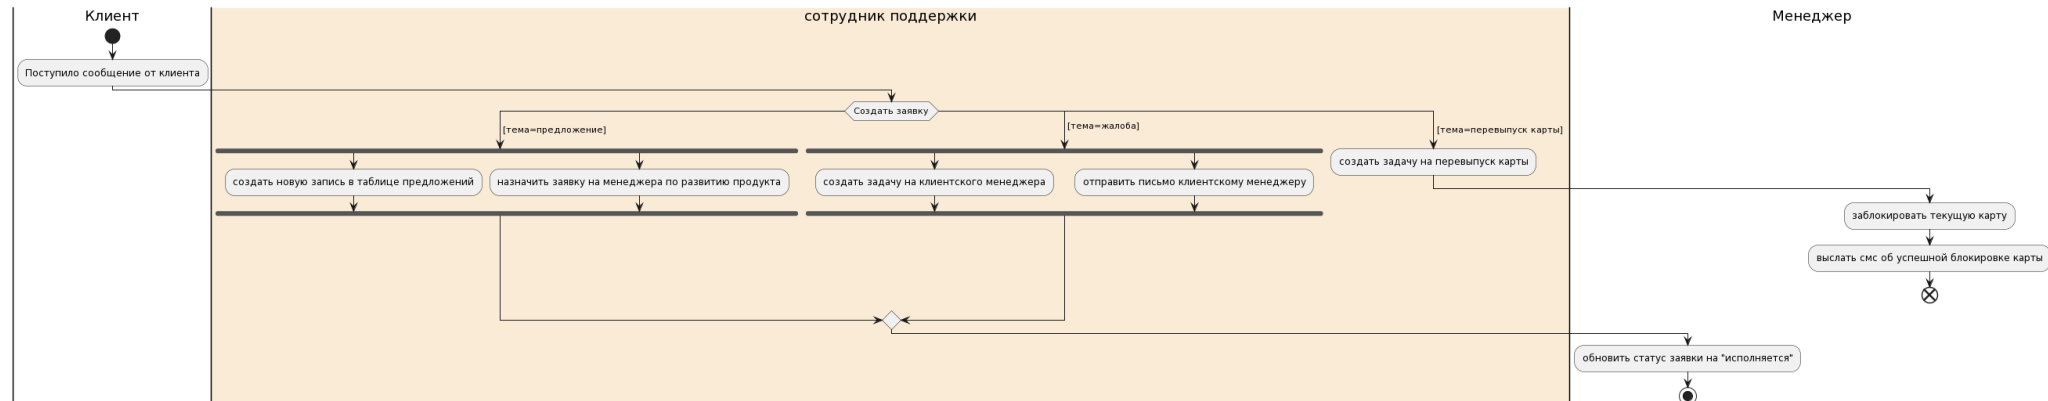 Клиент
сотрудник поддержки
Менеджер
Поступило сообщение от клиента
Создать заявку
[тема=предложение]
[тема=жалоба]
[тема=перевыпуск карты]
создать новую запись в таблице предложений
назначить заявку на менеджера по развитию продукта
создать задачу на клиентского менеджера
отправить письмо клиентскому менеджеру
создать задачу на перевыпуск карты
заблокировать текущую карту
выслать смс об успешной блокировке карты
обновить статус заявки на "исполняется"